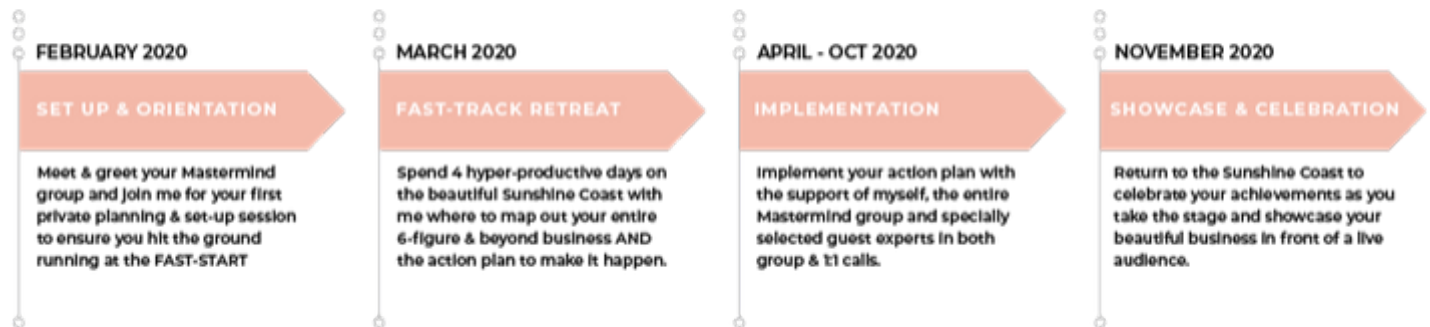 FEBRUARY 2020
SET UP & ORIENTATION
Meet & greet your Mastermind
group and join me for your first
private planning & set-up session
to ensure you hit the ground
running at the FAST-START
MARCH 2020
FAST-TRACK RETREAT
Spend 4 hyper-productive days on
the beautiful Sunshine Coast with
me where to map out your entire
6-figure & beyond business AND
the action plan to make it happen.
APRIL - OCT 2020
IMPLEMENTATION
Implement your action plan with
the support of myself, the entire
Mastermind group and specially
selected guest experts in both
group & 1:1 calls.
NOVEMBER 2020
SHOWCASE & CELEBRATION
Return to the Sunshine Coast to
celebrate your achievements as you
take the stage and showcase your
beautiful business in front of a live
audience.